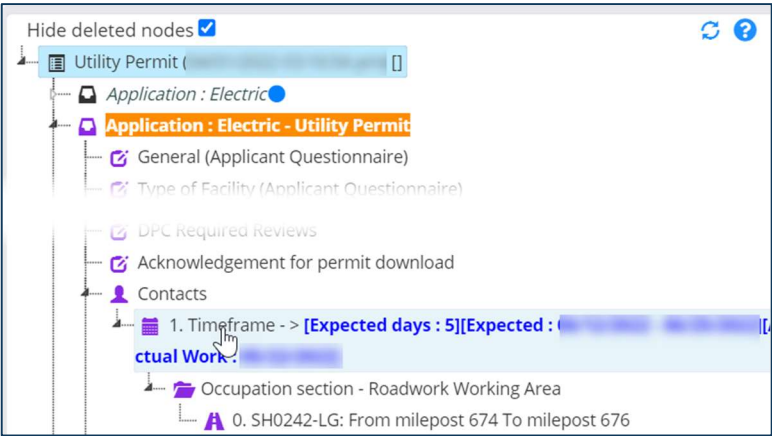 Hide deleted nodes
Utility Permit ( []
Application : Electric
Application : Electric - Utility Permit
General (Applicant Questionnaire)
Type of Facility (Applicant Questionnaire)
DPC Required Reviews
Acknowledgement for permit download
Contacts
1. Timeframe - > [Expected days : 5][Expected : ][A
ctual Work :
Occupation section - Roadwork Working Area
0. SH0242-LG: From milepost 674 To milepost 676